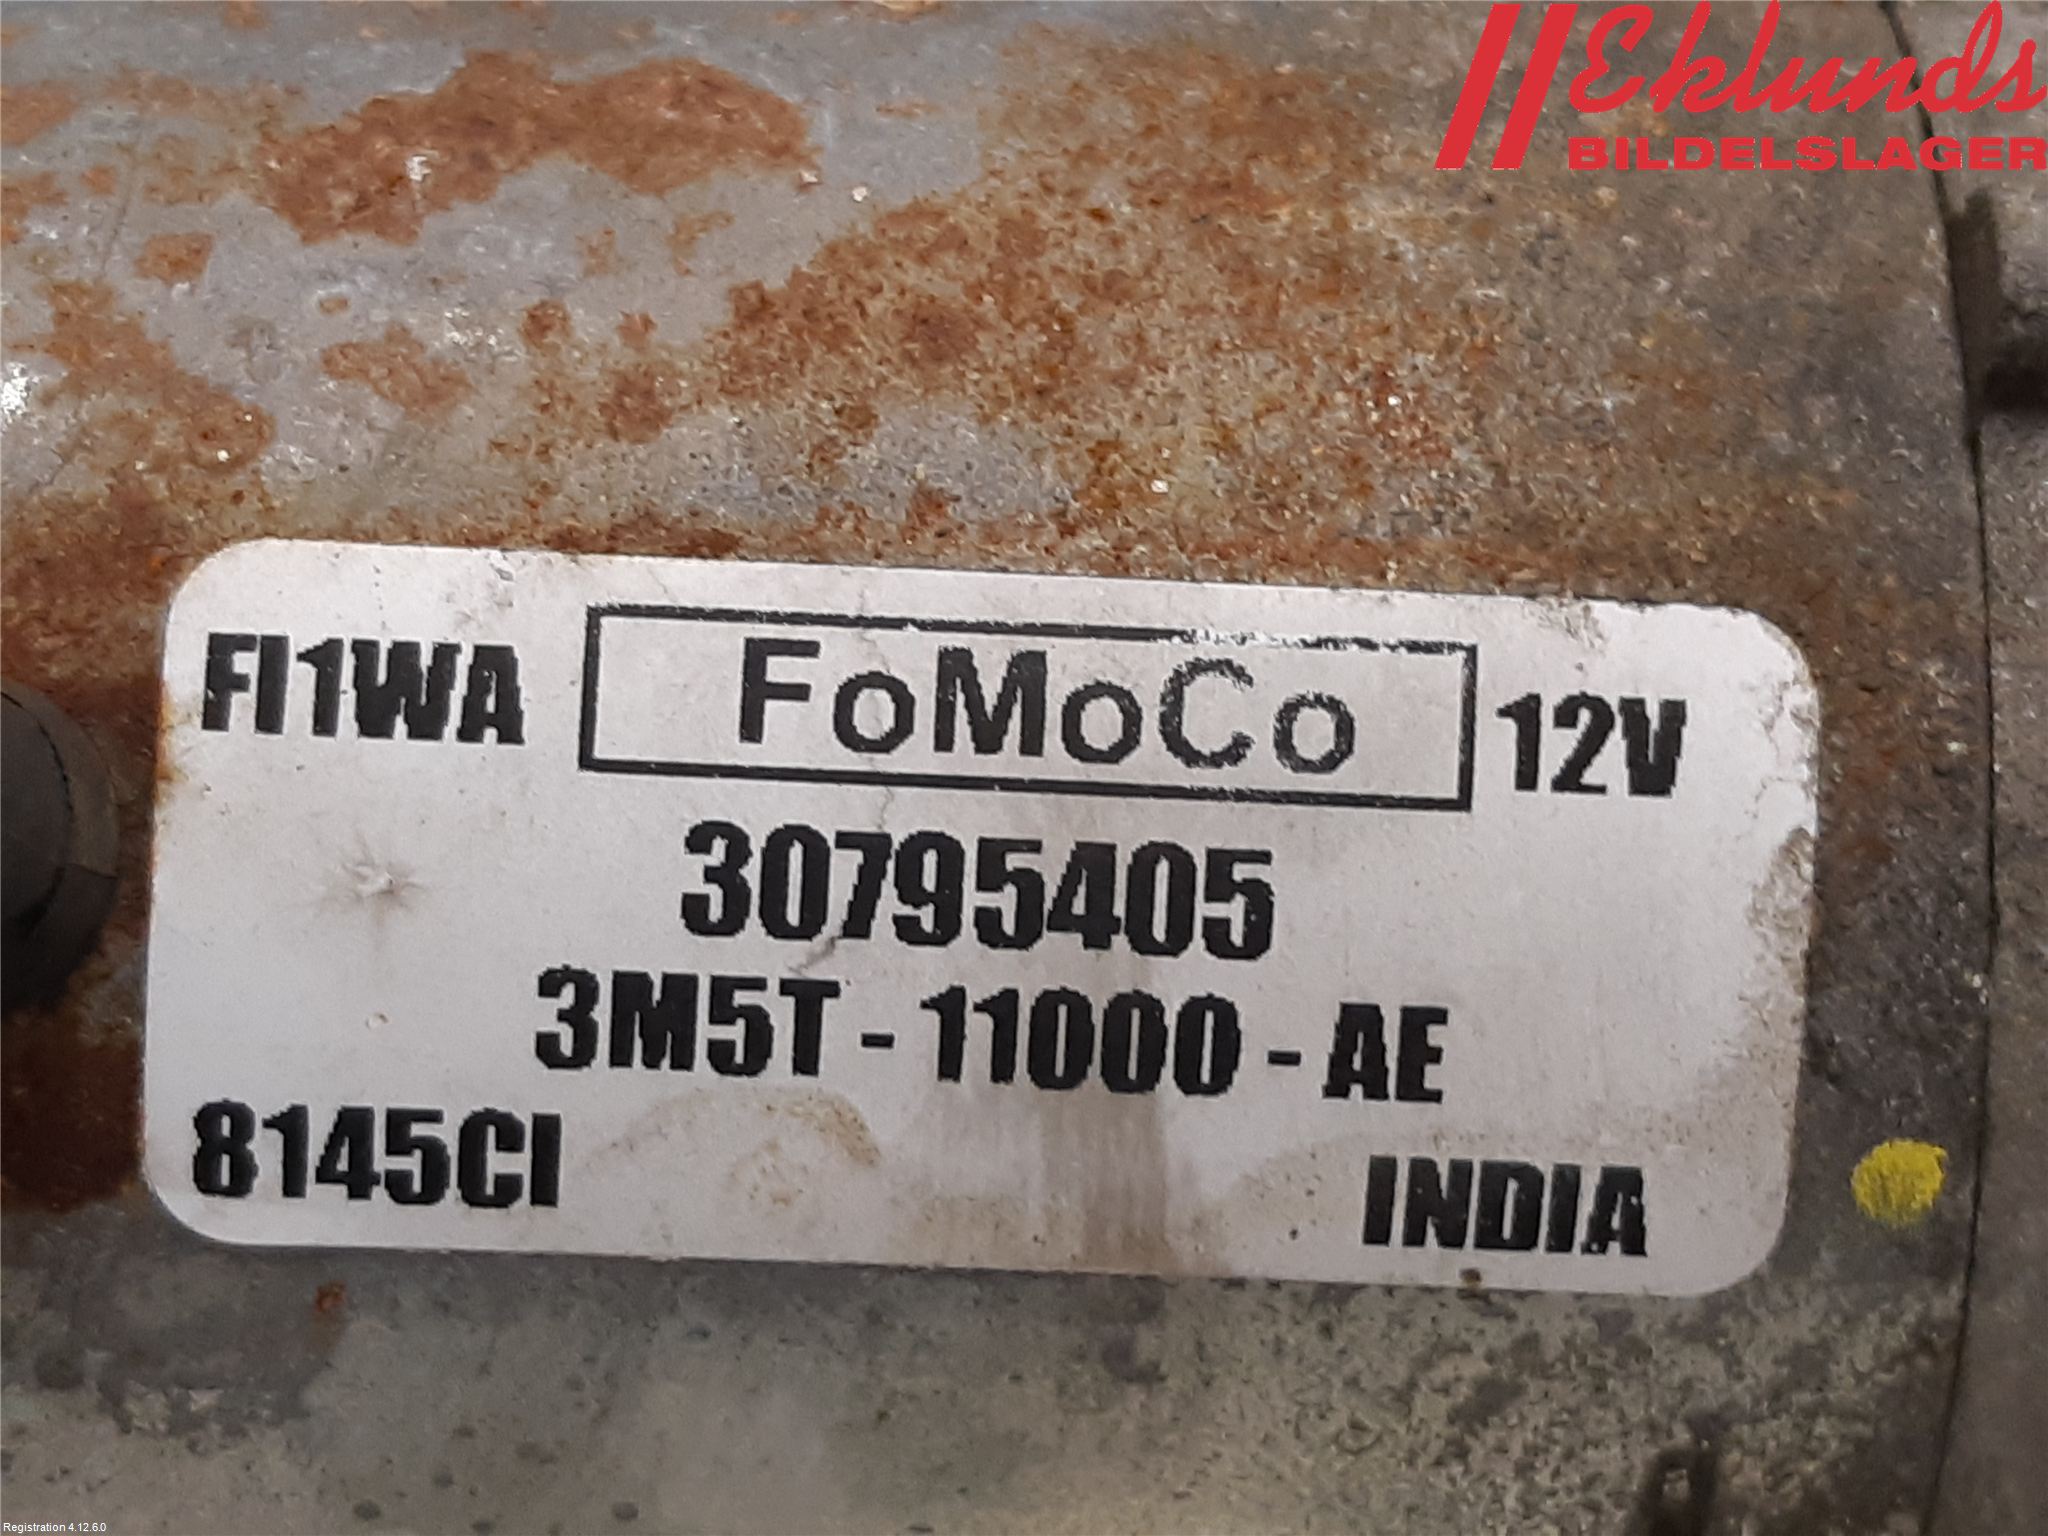 Eklunds
BILDELSLAGER
FI1WA FoMoCo 12V
30795405
3M5T - 11000 - AE
8145CI INDIA
Registration 4.12.6.0